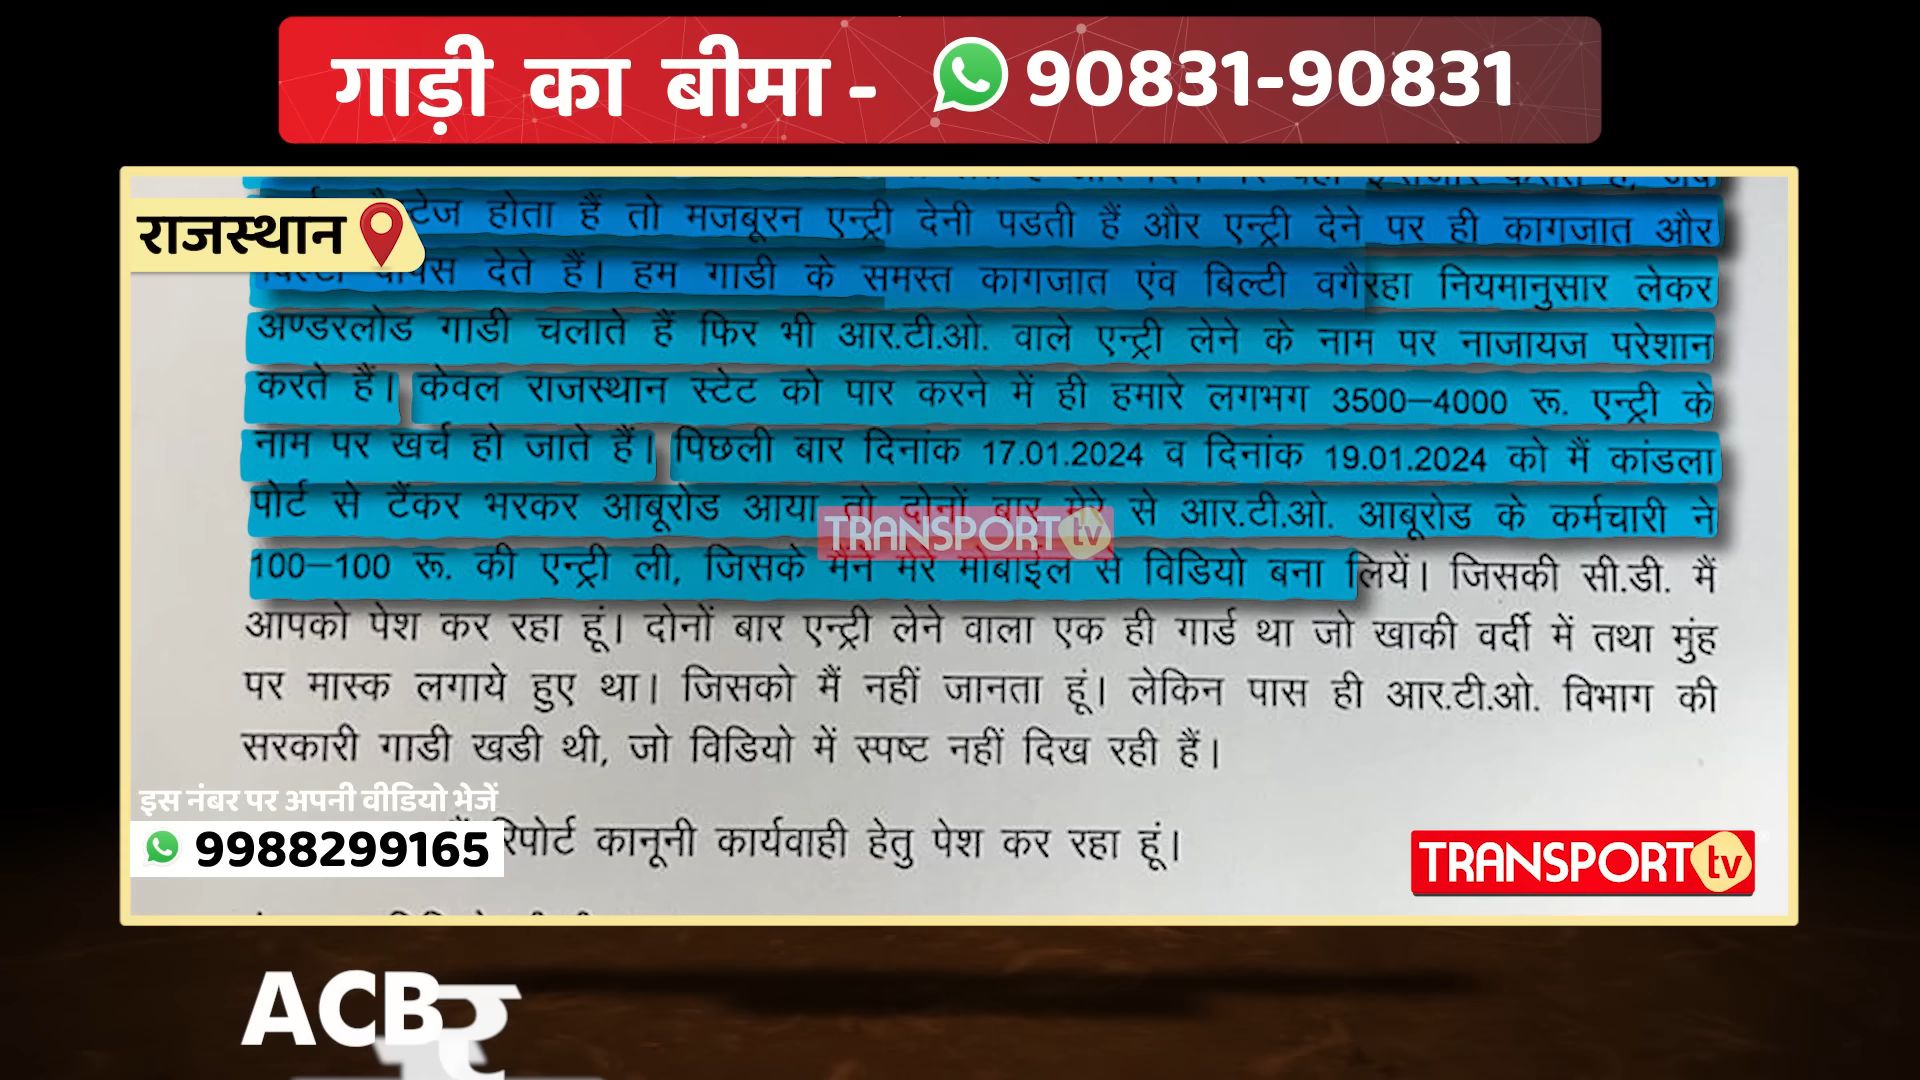 गाड़ी का बीमा - 90831-90831
राजस्थान
टेज होता हैं तो मजबूरन एन्ट्री देनी पडती हैं और एन्ट्री देने पर ही कागजात और
देते हैं। हम गाडी के समस्त कागजात एंव बिल्टी वगैरहा नियमानुसार लेकर
अण्डरलोड गाडी चलाते हैं फिर भी आर.टी.ओ. वाले एन्ट्री लेने के नाम पर नाजायज परेशान
करते हैं। केवल राजस्थान स्टेट को पार करने में ही हमारे लगभग 3500–4000 रू. एन्ट्री के
नाम पर खर्च हो जाते हैं। पिछली बार दिनांक 17.01.2024 व दिनांक 19.01.2024 को मैं कांडला
पोर्ट से टैंकर भरकर आबूरोड आया तो दोनों बार मेरे से आर.टी.ओ. आबूरोड के कर्मचारी ने
TRANSPORT tv
100–100 रू. की एन्ट्री ली, जिसके मैंने मेरे मोबाईल से विडियो बना लियें। जिसकी सी.डी. मैं
आपको पेश कर रहा हूं। दोनों बार एन्ट्री लेने वाला एक ही गार्ड था जो खाकी वर्दी में तथा मुंह
पर मास्क लगाये हुए था। जिसको मैं नहीं जानता हूं। लेकिन पास ही आर.टी.ओ. विभाग की
सरकारी गाडी खडी थी, जो विडियो में स्पष्ट नहीं दिख रही हैं।
इस नंबर पर अपनी वीडियो भेजें
9988299165
रिपोर्ट कानूनी कार्यवाही हेतु पेश कर रहा हूं।
TRANSPORT tv
ACB